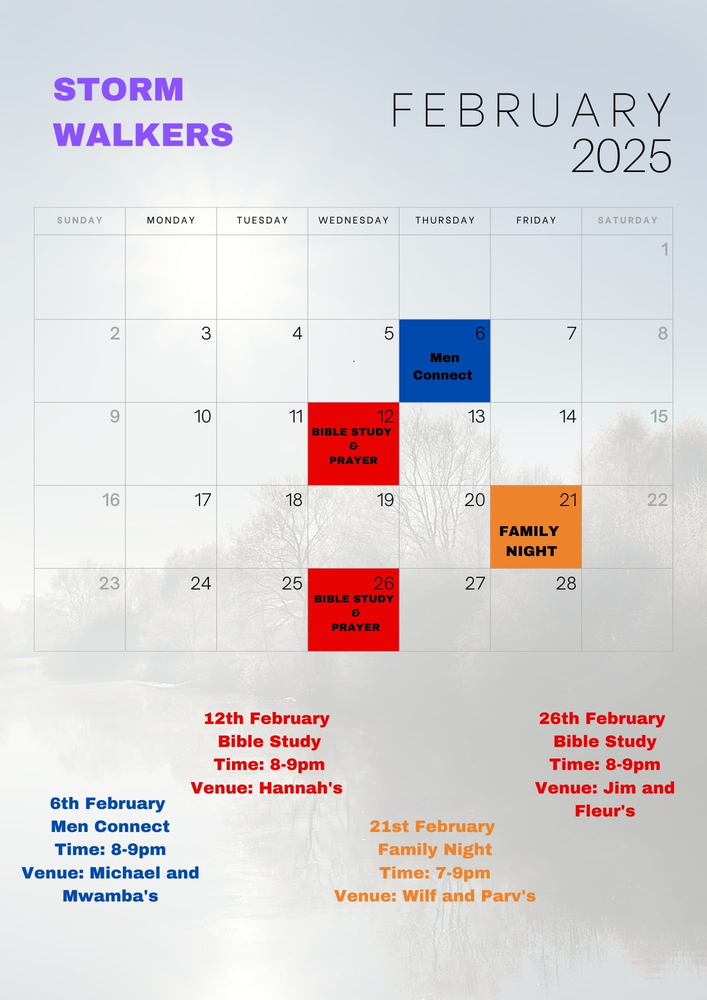 STORM
WALKERS
FEBRUARY
2025
SUNDAY MONDAY TUESDAY WEDNESDAY THURSDAY FRIDAY SATURDAY
1
2 3 4 5 6 7 8
.
Men
Connect
9 10 11 12 13 14 15
BIBLE STUDY
&
PRAYER
16 17 18 19 20 21 22
FAMILY
NIGHT
23 24 25 26 27 28
BIBLE STUDY
&
PRAYER
6th February
Men Connect
Time: 8-9pm
Venue: Michael and
Mwamba's
12th February
Bible Study
Time: 8-9pm
Venue: Hannah's
21st February
Family Night
Time: 7-9pm
Venue: Wilf and Parv's
26th February
Bible Study
Time: 8-9pm
Venue: Jim and
Fleur's